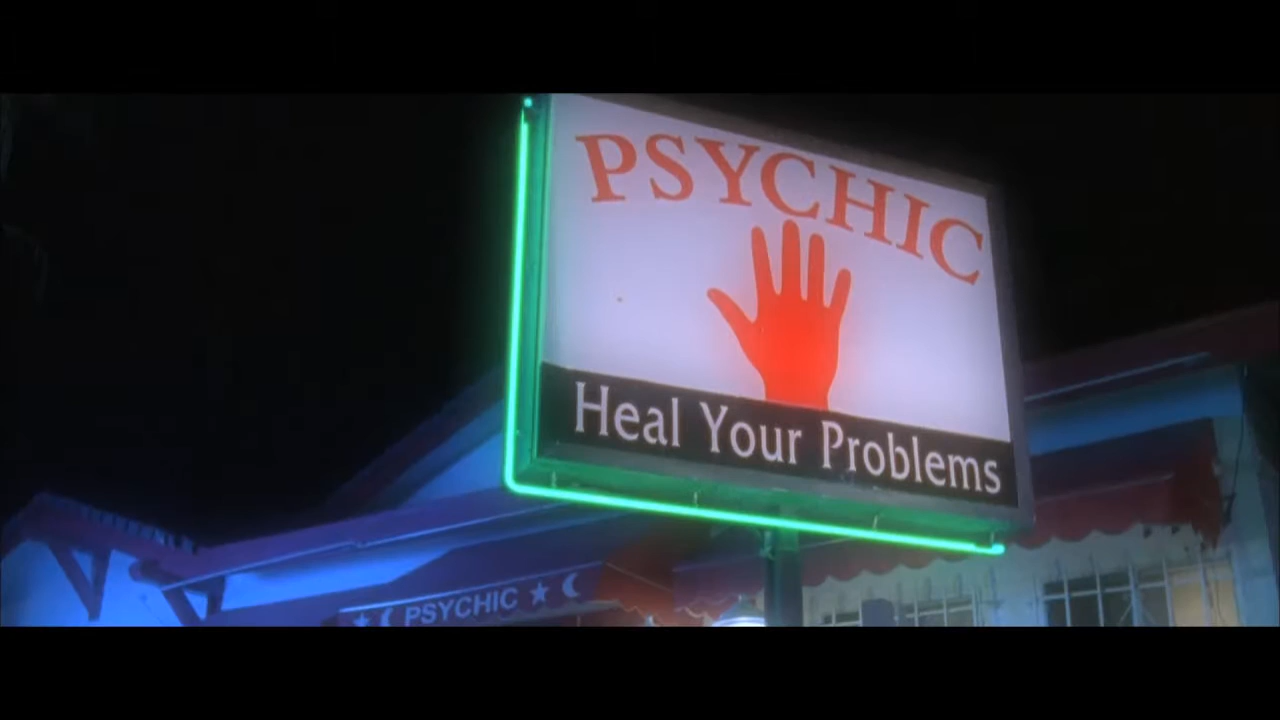 PSYCHIC
Heal Your Problems
★ ☾ PSYCHIC ★ ☾